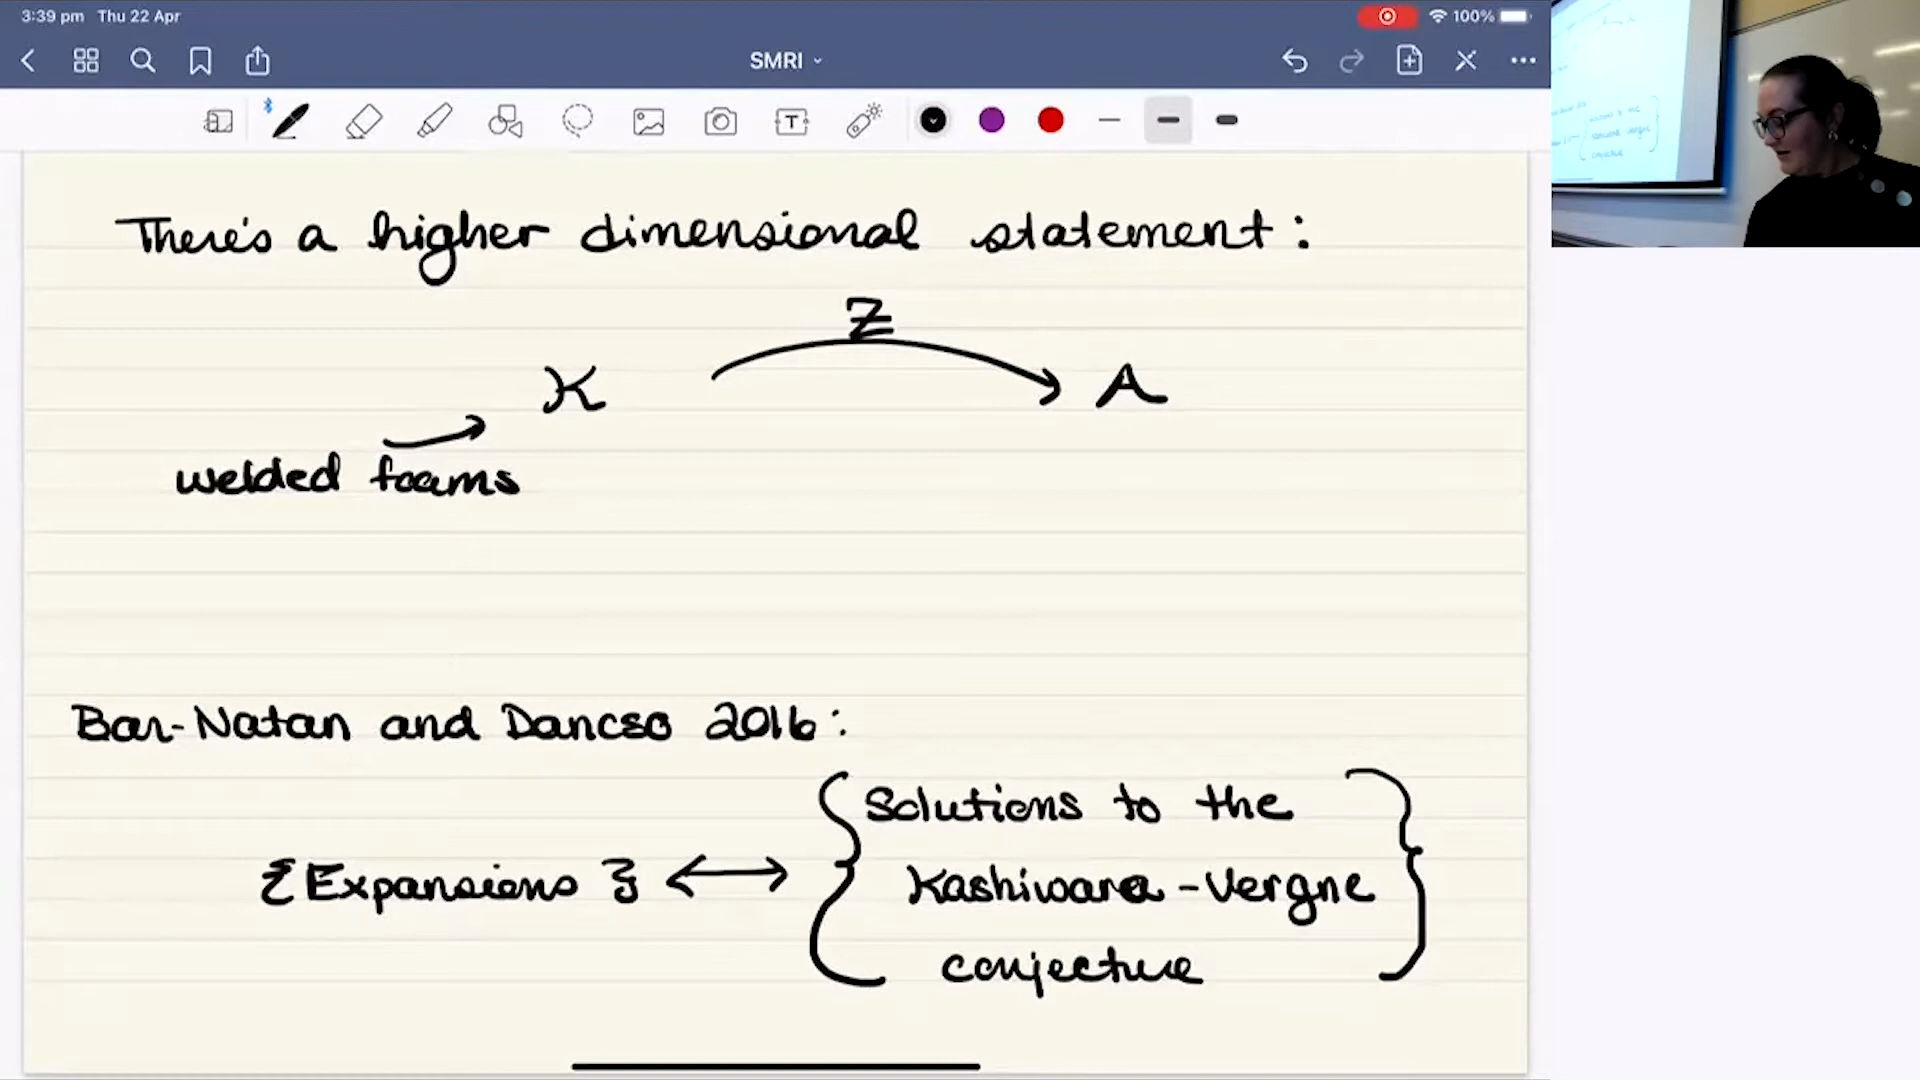 3:39 pm Thu 22 Apr
100%
SMRI
T
There's a higher dimensional statement:
Z
K
A
welded foams
Bar-Natan and Dancso 2016:
{Expansions} ↔ {Solutions to the
Kashiwara-Vergne
conjecture}